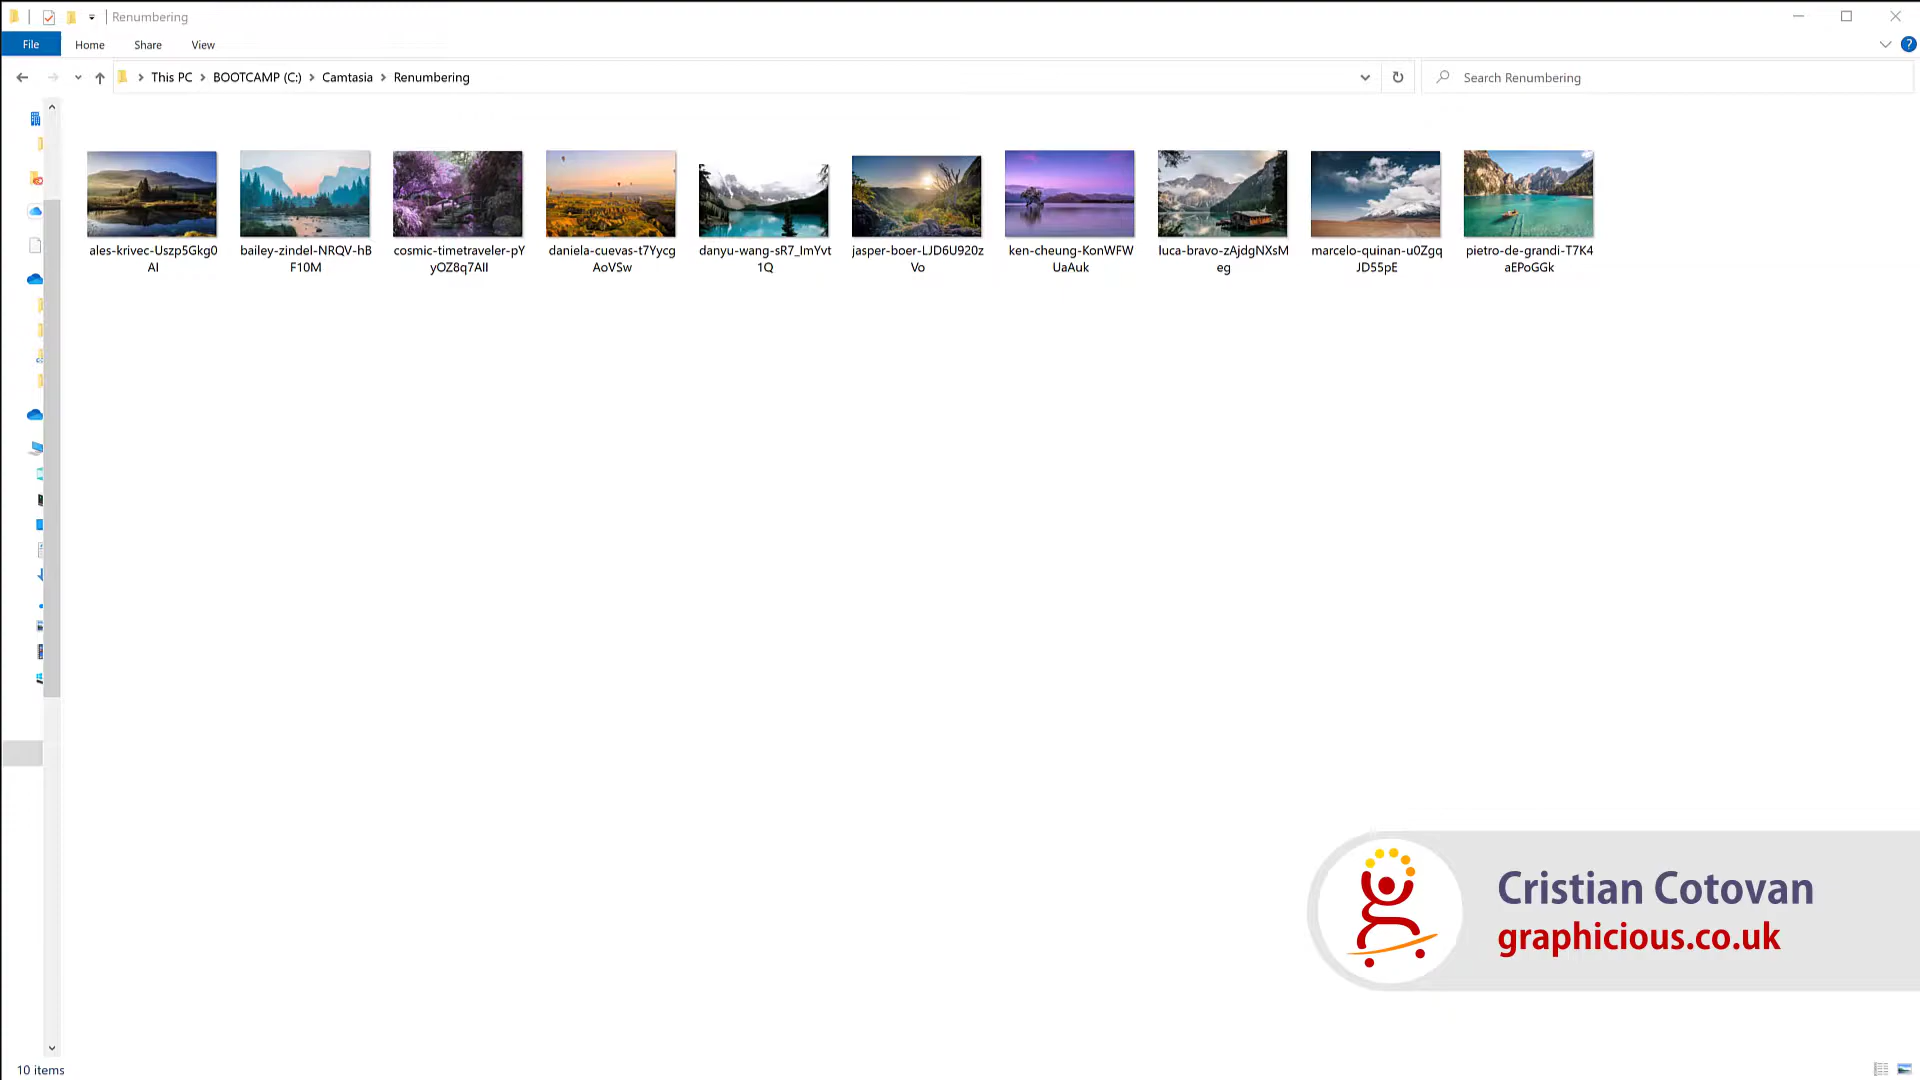 Renumbering
File Home Share View
This PC BOOTCAMP (C:) Camtasia Renumbering
Search Renumbering
ales-krivec-Uszp5Gkg0
AI
bailey-zindel-NRQV-hB
F10M
cosmic-timetraveler-pY
yOZ8q7AII
daniela-cuevas-t7Yycg
AoVSw
danyu-wang-sR7_ImYvt
1Q
jasper-boer-LJD6U920z
Vo
ken-cheung-KonWFW
UaAuk
luca-bravo-zAjdgNXsM
eg
marcelo-quinan-u0Zgq
JD55pE
pietro-de-grandi-T7K4
aEPoGGk
Cristian Cotovan
graphicious.co.uk
10 items